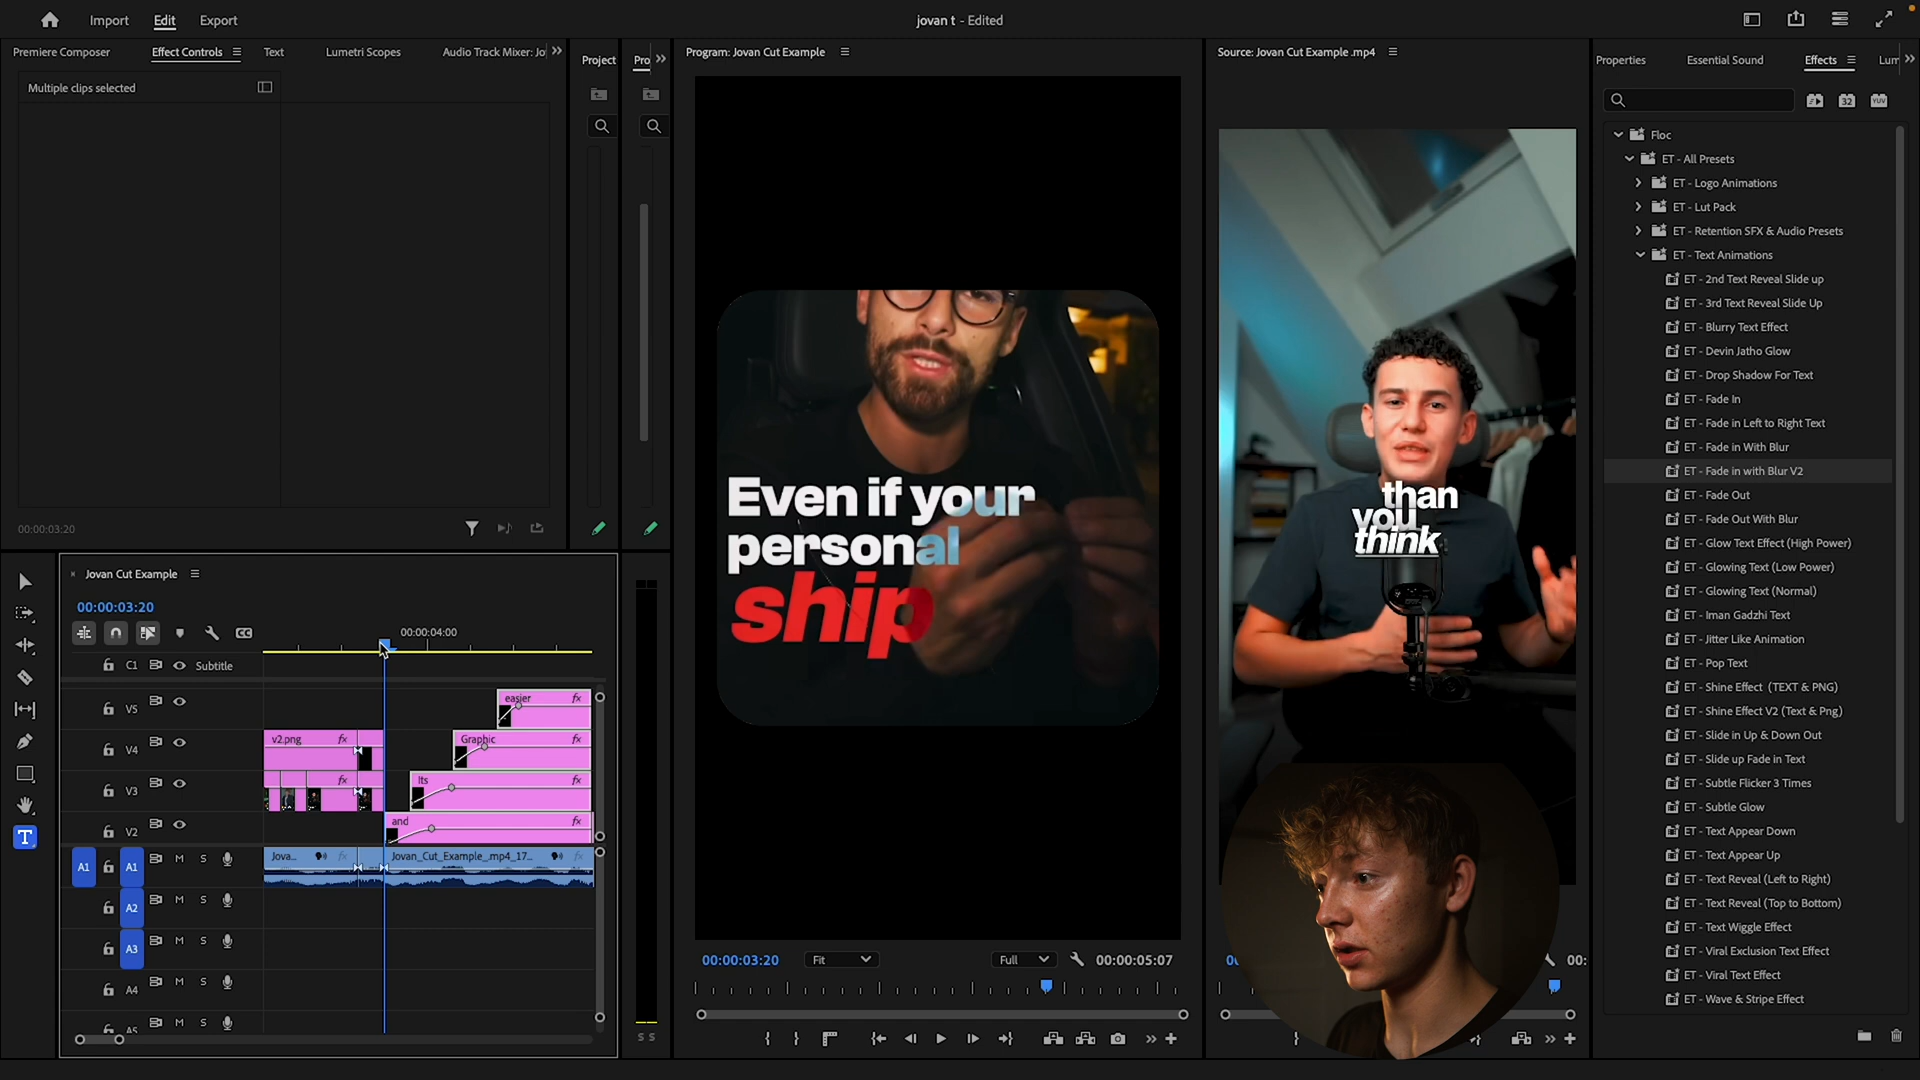 Import
Edit
Export
jovan t - Edited
Premiere Composer
Effect Controls
Text
Lumetri Scopes
Audio Track Mixer: Jo
Project
Pro
Program: Jovan Cut Example
Source: Jovan Cut Example .mp4
Properties
Essential Sound
Effects
Lum
Multiple clips selected
32
YUV
Floc
ET - All Presets
ET - Logo Animations
ET - Lut Pack
ET - Retention SFX & Audio Presets
ET - Text Animations
ET - 2nd Text Reveal Slide up
ET - 3rd Text Reveal Slide Up
ET - Blurry Text Effect
ET - Devin Jatho Glow
ET - Drop Shadow For Text
ET - Fade In
ET - Fade in Left to Right Text
ET - Fade in With Blur
ET - Fade in with Blur V2
ET - Fade Out
ET - Fade Out With Blur
ET - Glow Text Effect (High Power)
ET - Glowing Text (Low Power)
ET - Glowing Text (Normal)
ET - Iman Gadzhi Text
ET - Jitter Like Animation
ET - Pop Text
ET - Shine Effect (TEXT & PNG)
ET - Shine Effect V2 (Text & Png)
ET - Slide in Up & Down Out
ET - Slide up Fade in Text
ET - Subtle Flicker 3 Times
ET - Subtle Glow
ET - Text Appear Down
ET - Text Appear Up
ET - Text Reveal (Left to Right)
ET - Text Reveal (Top to Bottom)
ET - Text Wiggle Effect
ET - Viral Exclusion Text Effect
ET - Viral Text Effect
ET - Wave & Stripe Effect
Even if your
personal
ship
than
you
think
00:00:03:20
Jovan Cut Example
00:00:03:20
CC
00:00:04:00
C1
Subtitle
V5
easier
fx
V4
v2.png
fx
Graphic
fx
V3
fx
Its
fx
V2
and
fx
A1
A1
M
S
Jova...
fx
Jovan_Cut_Example_.mp4_17...
fx
A2
M
S
A3
M
S
A4
M
S
A5
M
S
S S
T
00:00:03:20
Fit
Full
00:00:05:07
00: